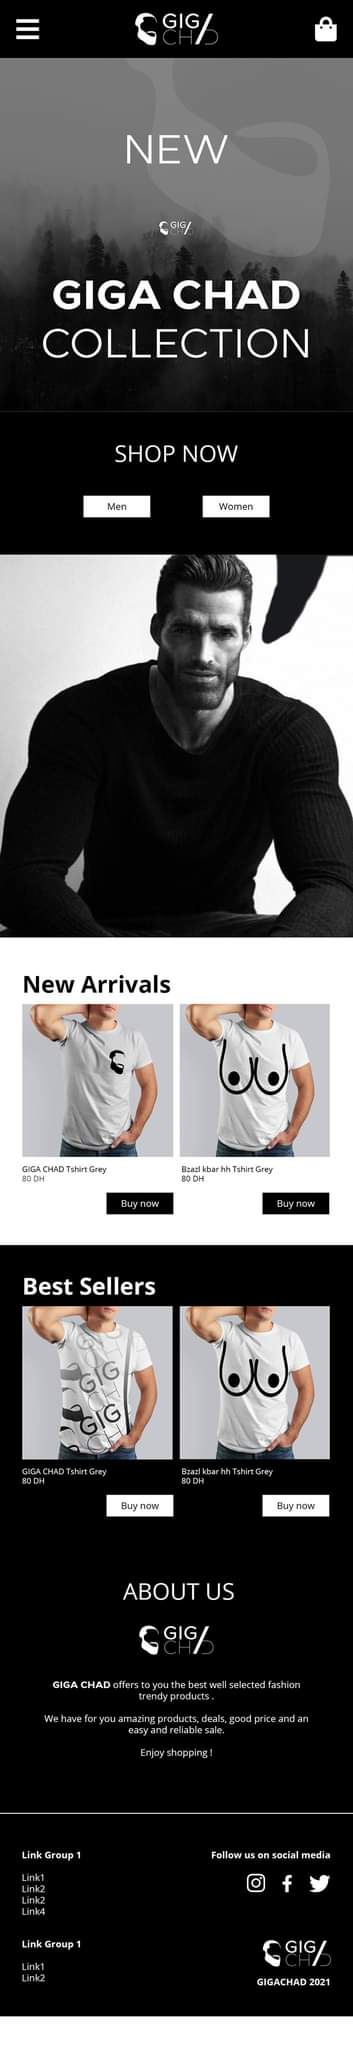 GIG
CHD
NEW
GIG
CHD
GIGA CHAD
COLLECTION
SHOP NOW
Men
Women
New Arrivals
GIGA CHAD Tshirt Grey
80 DH
Buy now
Bzazl kbar hh Tshirt Grey
80 DH
Buy now
Best Sellers
GIG
GIG
GIGA CHAD Tshirt Grey
80 DH
Buy now
Bzazl kbar hh Tshirt Grey
80 DH
Buy now
ABOUT US
GIG
CHD
GIGA CHAD offers to you the best well selected fashion
trendy products .
We have for you amazing products, deals, good price and an
easy and reliable sale.
Enjoy shopping !
Link Group 1
Link1
Link2
Link2
Link4
Follow us on social media
Link Group 1
Link1
Link2
GIG
CHD
GIGACHAD 2021